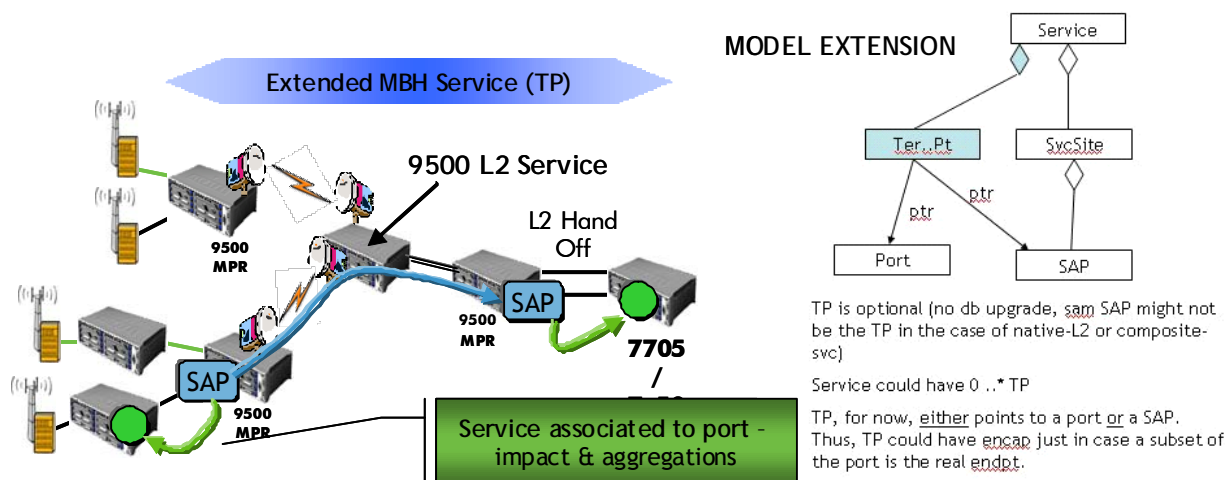 MODEL EXTENSION
Service
Extended MBH Service (TP)
Ter..Pt
SvcSite
9500 L2 Service
ptr
ptr
L2 Hand
Off
9500
MPR
Port
SAP
SAP
9500
MPR
7705
/
SAP
9500
MPR
Service associated to port -
impact & aggregations
TP is optional (no db upgrade, sam SAP might not
be the TP in the case of native-L2 or composite-
svc)
Service could have 0 ..* TP
TP, for now, either points to a port or a SAP.
Thus, TP could have encap just in case a subset of
the port is the real endpt.